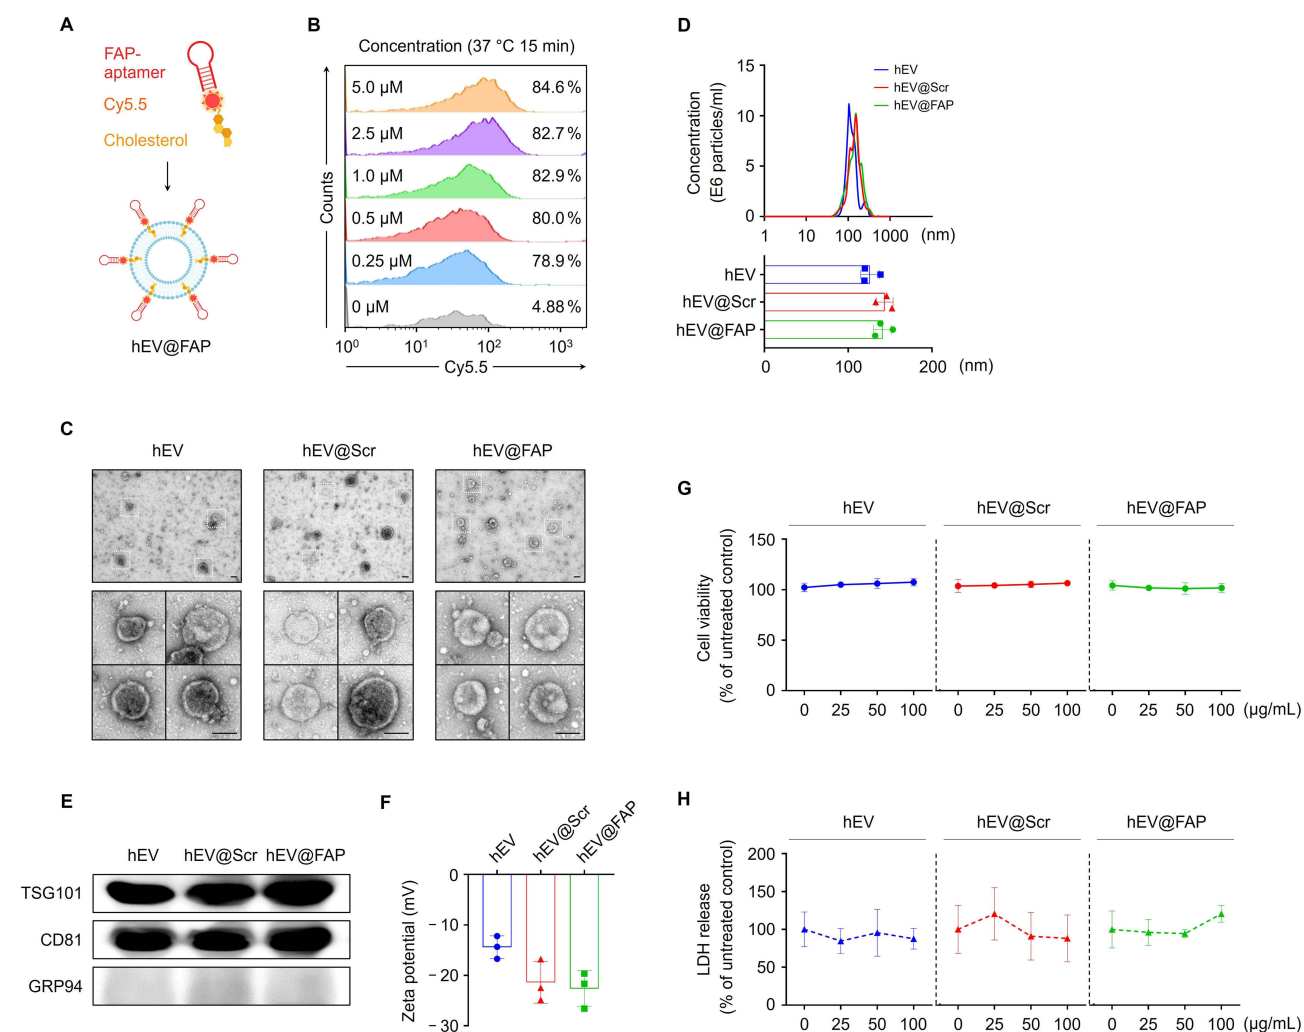 A
FAP-
aptamer
Cy5.5
Cholesterol
hEV@FAP
B
Concentration (37 °C 15 min)
5.0 µM 84.6 %
2.5 µM 82.7 %
1.0 µM 82.9 %
0.5 µM 80.0 %
0.25 µM 78.9 %
0 µM 4.88 %
Counts
10⁰ 10¹ 10² 10³
Cy5.5
D
hEV
hEV@Scr
hEV@FAP
Concentration
(E6 particles/ml)
15
10
5
0
1 10 100 1000 (nm)
hEV
hEV@Scr
hEV@FAP
0 100 200 (nm)
C
hEV hEV@Scr hEV@FAP
E
hEV hEV@Scr hEV@FAP
TSG101
CD81
GRP94
F
hEV hEV@Scr hEV@FAP
Zeta potential (mV)
0
−10
−20
−30
G
hEV hEV@Scr hEV@FAP
Cell viability
(% of untreated control)
150
100
50
0
0 25 50 100 0 25 50 100 0 25 50 100 (µg/mL)
H
hEV hEV@Scr hEV@FAP
LDH release
(% of untreated control)
200
150
100
50
0
0 25 50 100 0 25 50 100 0 25 50 100 (µg/mL)